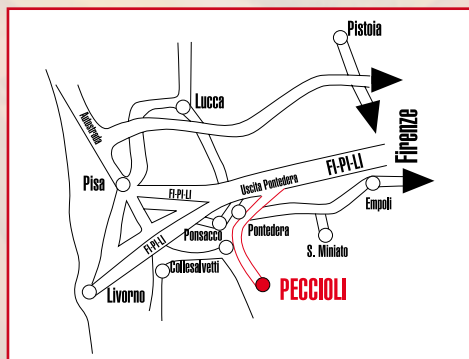 Pistoia
Lucca
Autostrada
Firenze
FI-PI-LI
Pisa
FI-PI-LI
Uscita Pontedera
Empoli
Ponsacco
Pontedera
FI-PI-LI
S. Miniato
Collesalvetti
Livorno
PECCIOLI